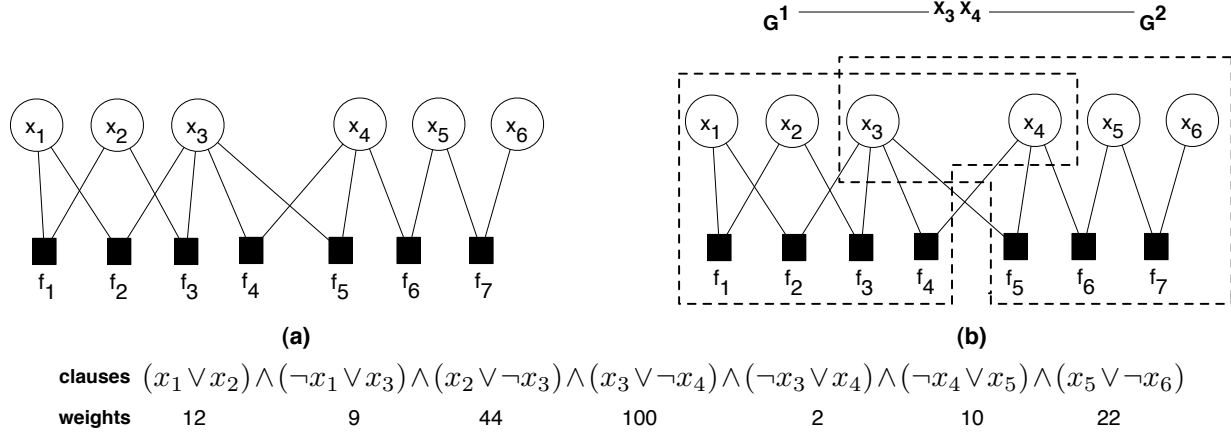 G¹ x₃ x₄ G²
x₁ x₂ x₃ x₄ x₅ x₆
x₁ x₂ x₃ x₄ x₅ x₆
f₁ f₂ f₃ f₄ f₅ f₆ f₇
f₁ f₂ f₃ f₄ f₅ f₆ f₇
(a)
(b)
clauses (x₁ ∨ x₂) ∧ (¬x₁ ∨ x₃) ∧ (x₂ ∨ ¬x₃) ∧ (x₃ ∨ ¬x₄) ∧ (¬x₃ ∨ x₄) ∧ (¬x₄ ∨ x₅) ∧ (x₅ ∨ ¬x₆)
weights 12 9 44 100 2 10 22